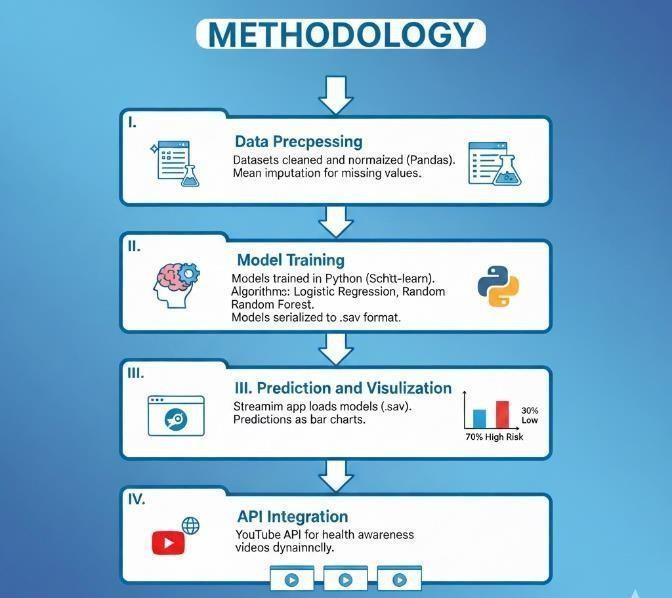 METHODOLOGY
I.
Data Precpessing
Datasets cleaned and normaized (Pandas).
Mean imputation for missing values.
II.
Model Training
Models trained in Python (Schtt-learn).
Algorithms: Logistic Regression, Random
Random Forest.
Models serialized to .sav format.
III.
III. Prediction and Visulization
Streamim app loads models (.sav).
Predictions as bar charts.
30%
Low
70% High Risk
IV.
API Integration
YouTube API for health awareness
videos dynainnclly.